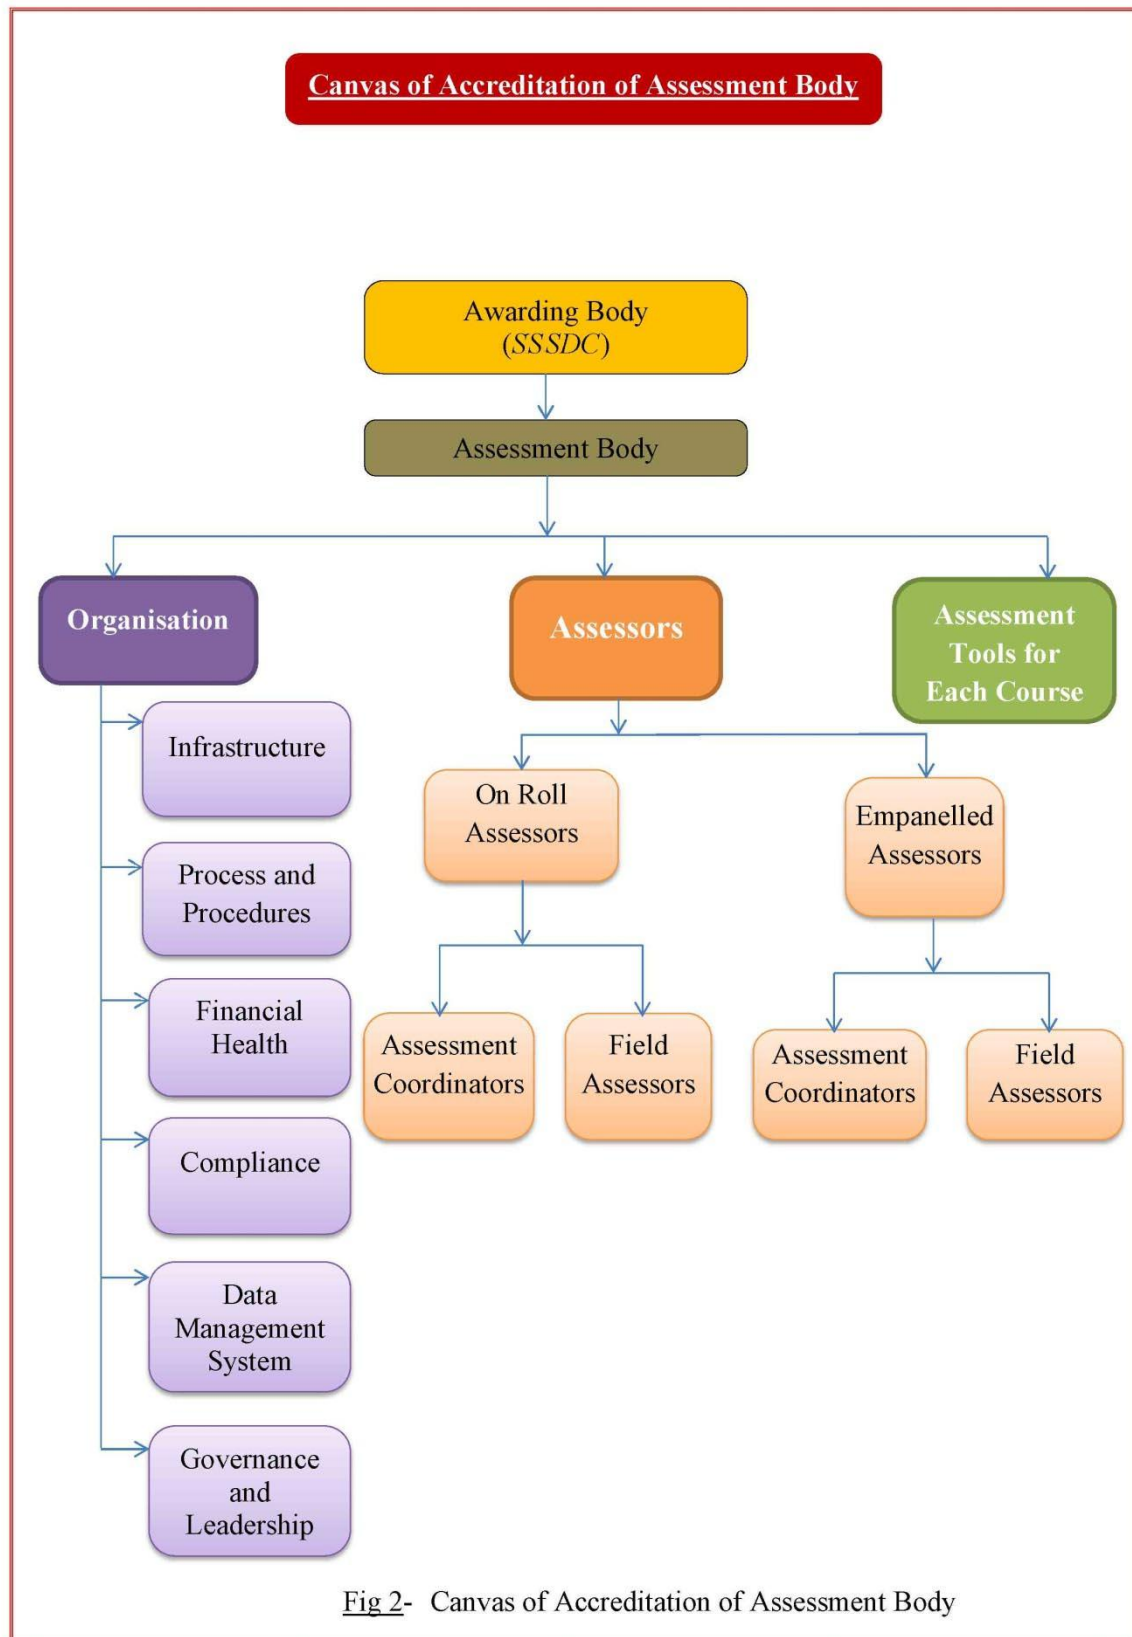 Canvas of Accreditation of Assessment Body
Awarding Body
(SSSDC)
Assessment Body
Organisation
Assessors
Assessment
Tools for
Each Course
Infrastructure
Process and
Procedures
Financial
Health
Compliance
Data
Management
System
Governance
and
Leadership
On Roll
Assessors
Empanelled
Assessors
Assessment
Coordinators
Field
Assessors
Assessment
Coordinators
Field
Assessors
Fig 2- Canvas of Accreditation of Assessment Body